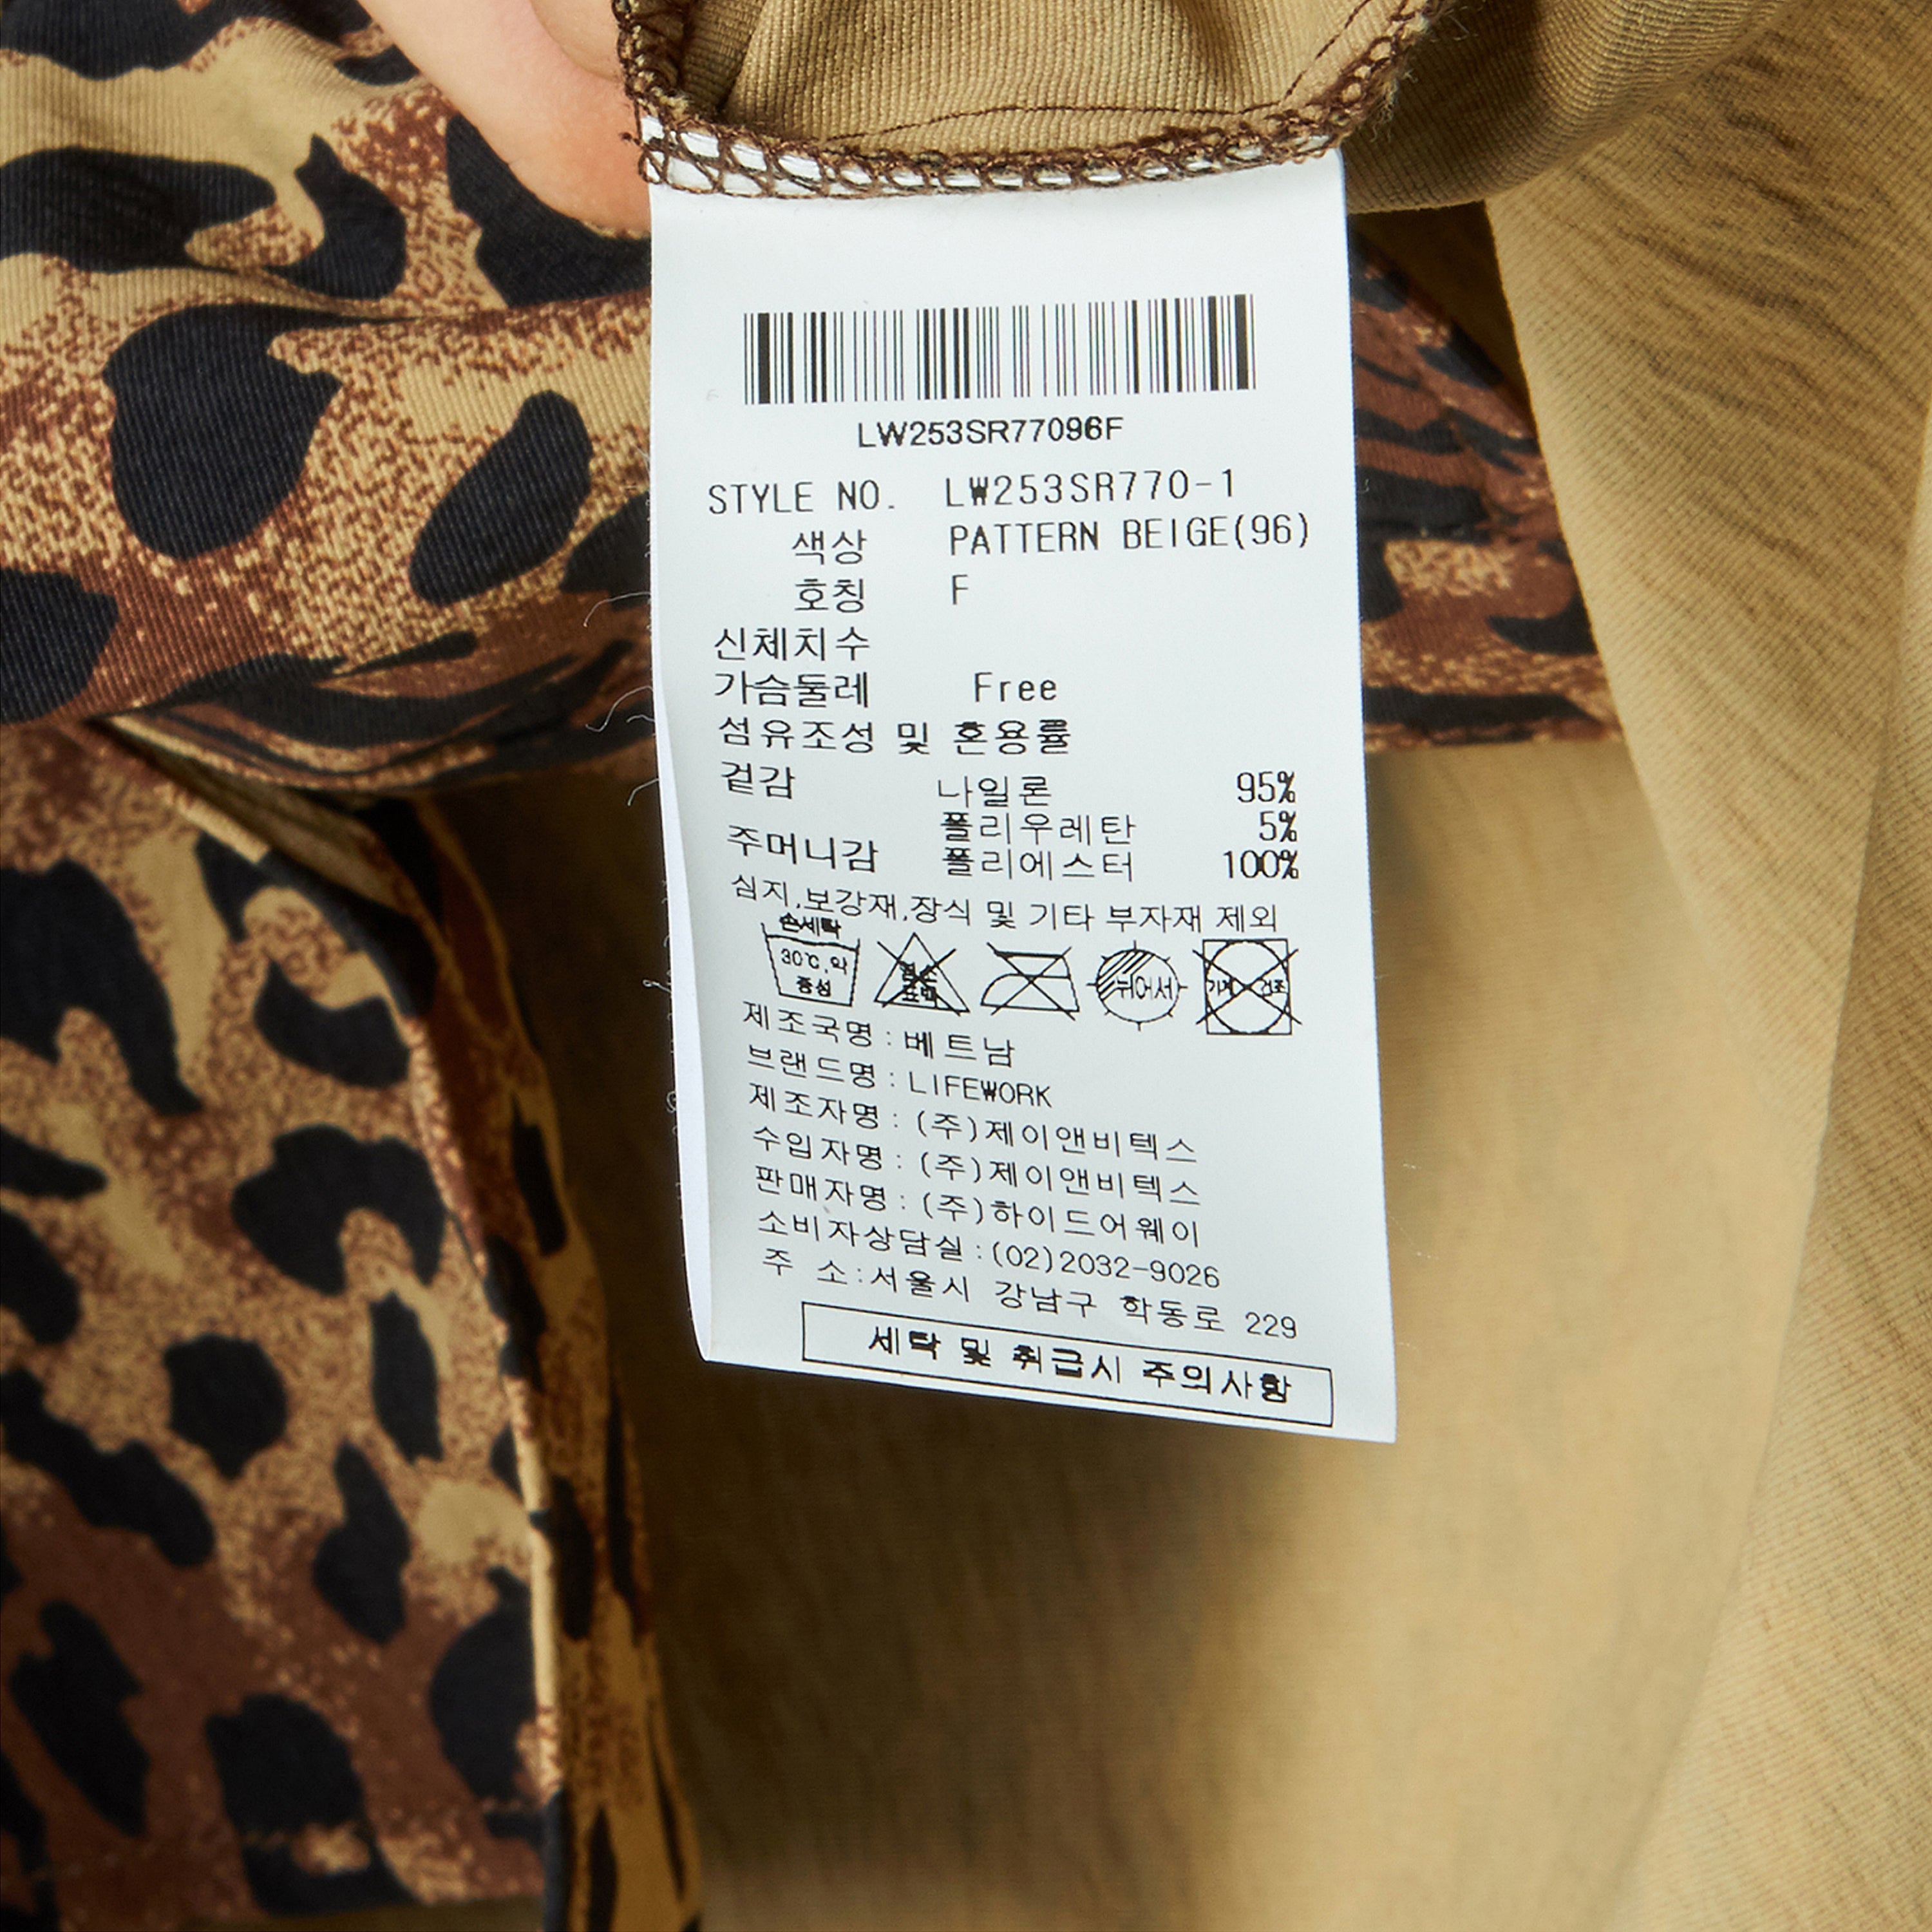 LW253SR77096F
STYLE NO. LW253SR770-1
색상 PATTERN BEIGE(96)
호칭 F
신체치수
가슴둘레 Free
섬유조성 및 혼용률
겉감 나일론 95%
폴리우레탄 5%
주머니감 폴리에스터 100%
심지,보강재,장식 및 기타 부자재 제외
손세탁
30℃,약 중성
염소 표백
뉘어서
기계 건조
제조국명:베트남
브랜드명:LIFEWORK
제조자명:(주)제이앤비텍스
수입자명:(주)제이앤비텍스
판매자명:(주)하이드어웨이
소비자상담실:(02)2032-9026
주 소:서울시 강남구 학동로 229
세탁 및 취급시 주의사항